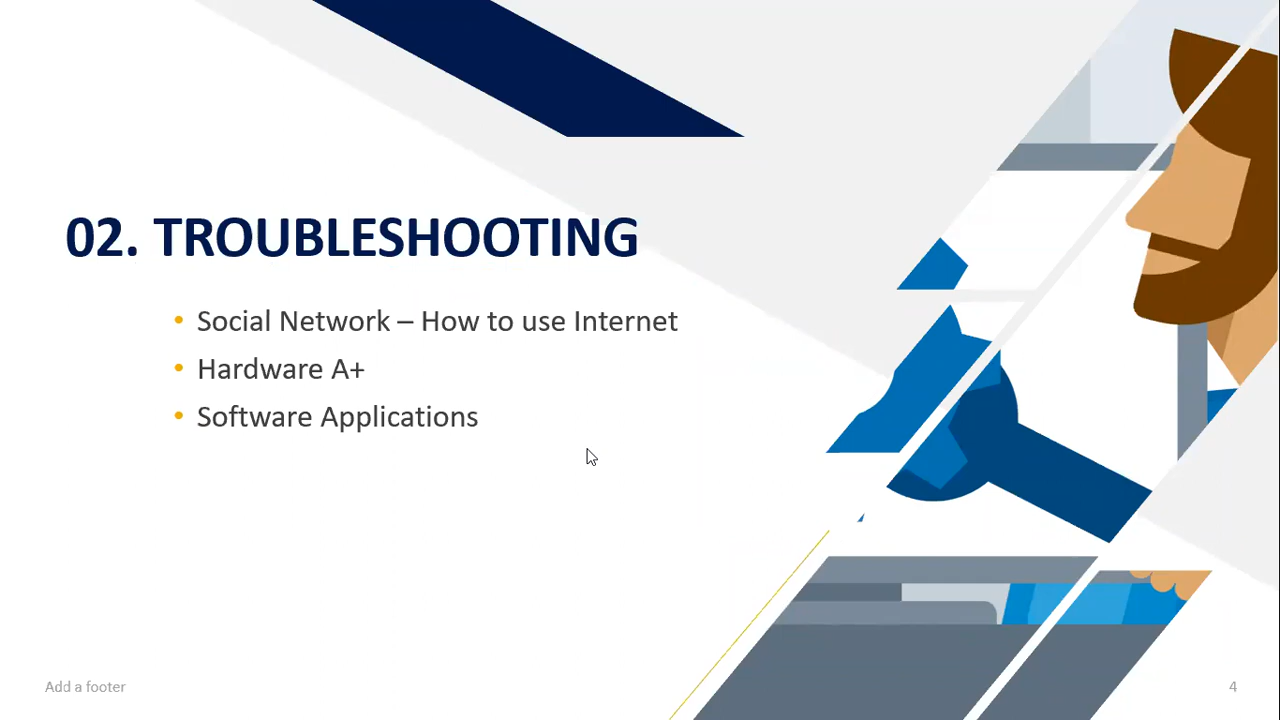 02. TROUBLESHOOTING
• Social Network – How to use Internet
• Hardware A+
• Software Applications
Add a footer
4